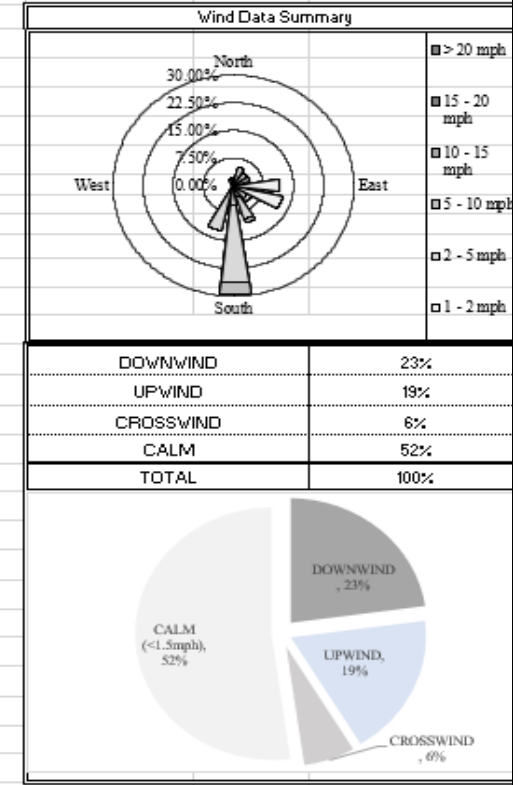 Wind Data Summary
North
30.00%
22.50%
15.00%
7.50%
0.00%
West
East
South
> 20 mph
15 - 20
mph
10 - 15
mph
5 - 10 mph
2 - 5 mph
1 - 2 mph
DOWNWIND 23%
UPWIND 19%
CROSSWIND 6%
CALM 52%
TOTAL 100%
DOWNWIND
, 23%
UPWIND,
19%
CROSSWIND
, 6%
CALM
(<1.5mph),
52%